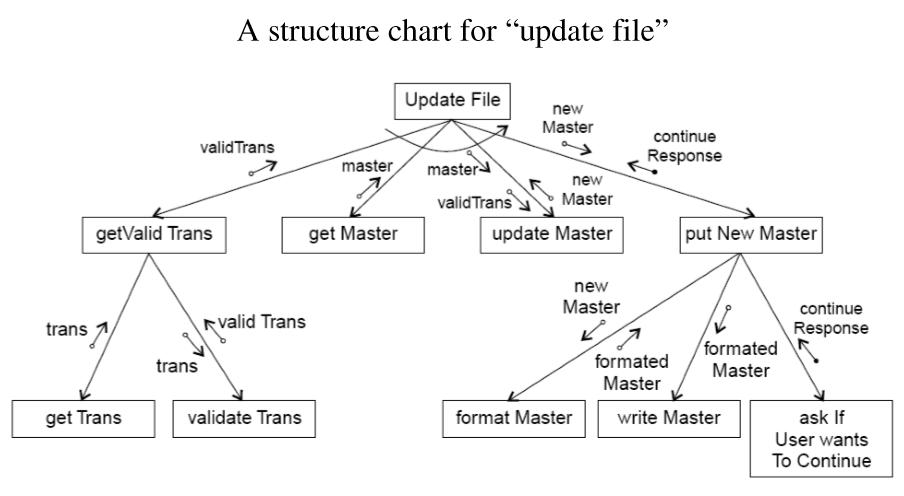 A structure chart for “update file”
Update File
new
Master
continue
Response
validTrans
master
master
validTrans
new
Master
getValid Trans
get Master
update Master
put New Master
new
Master
continue
Response
trans
valid Trans
trans
formated
Master
formated
Master
get Trans
validate Trans
format Master
write Master
ask If
User wants
To Continue